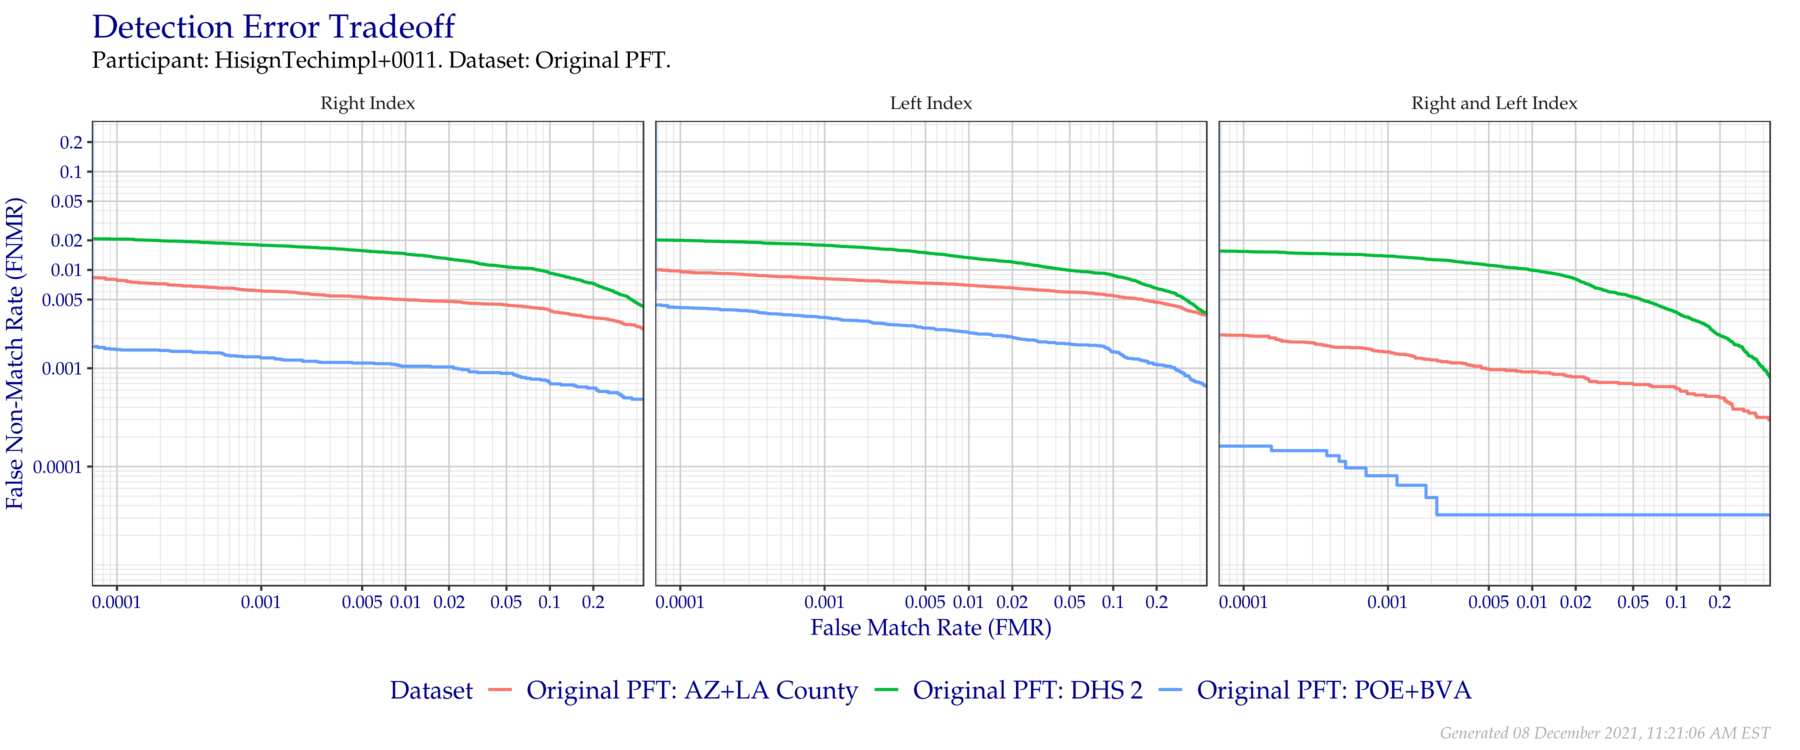 Detection Error Tradeoff
Participant: HisignTechimpl+0011. Dataset: Original PFT.
Right Index
Left Index
Right and Left Index
False Non-Match Rate (FNMR)
0.2
0.1
0.05
0.02
0.01
0.005
0.001
0.0001
0.0001 0.001 0.005 0.01 0.02 0.05 0.1 0.2
0.0001 0.001 0.005 0.01 0.02 0.05 0.1 0.2
0.0001 0.001 0.005 0.01 0.02 0.05 0.1 0.2
False Match Rate (FMR)
Dataset Original PFT: AZ+LA County Original PFT: DHS 2 Original PFT: POE+BVA
Generated 08 December 2021, 11:21:06 AM EST